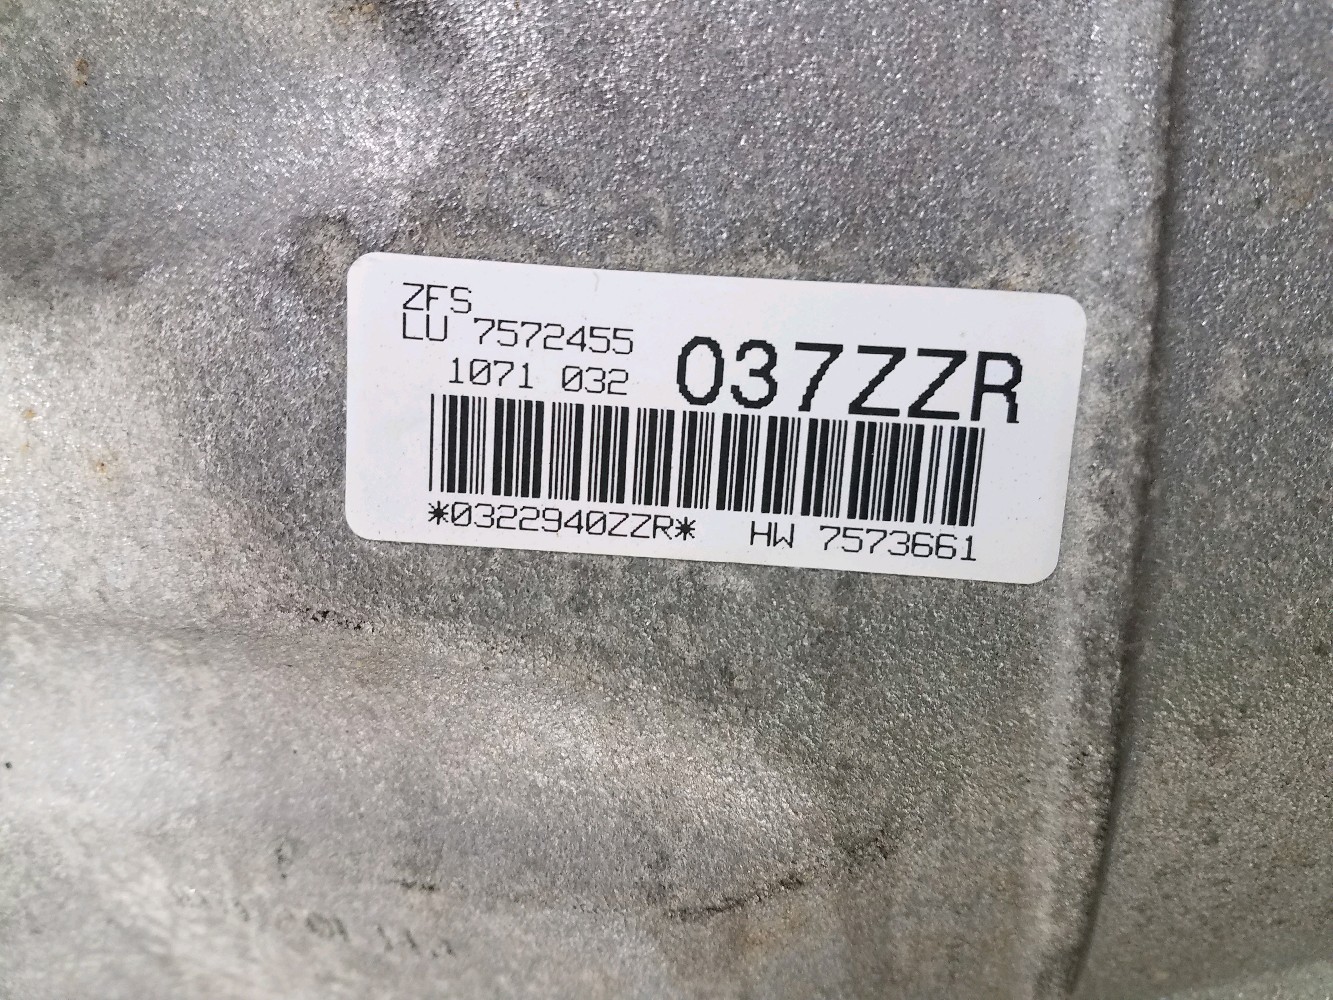 ZFS
LU 7572455
1071 032
037ZZR
*0322940ZZR* HW 7573661